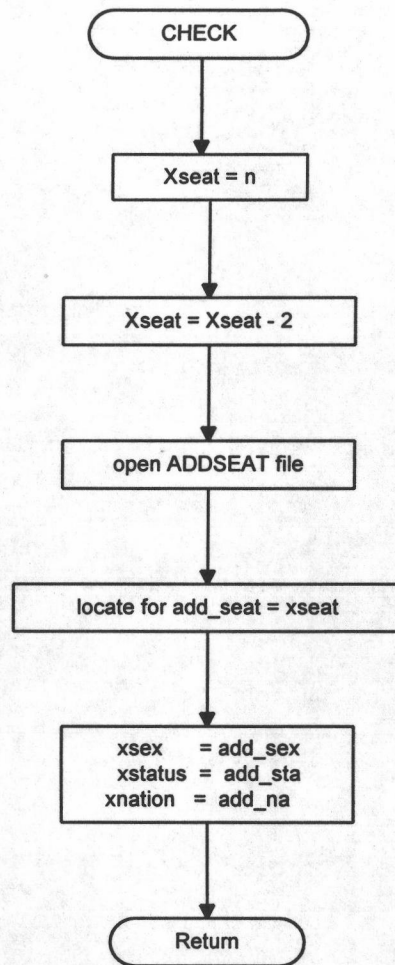 CHECK
Xseat = n
Xseat = Xseat - 2
open ADDSEAT file
locate for add_seat = xseat
xsex = add_sex
xstatus = add_sta
xnation = add_na
Return